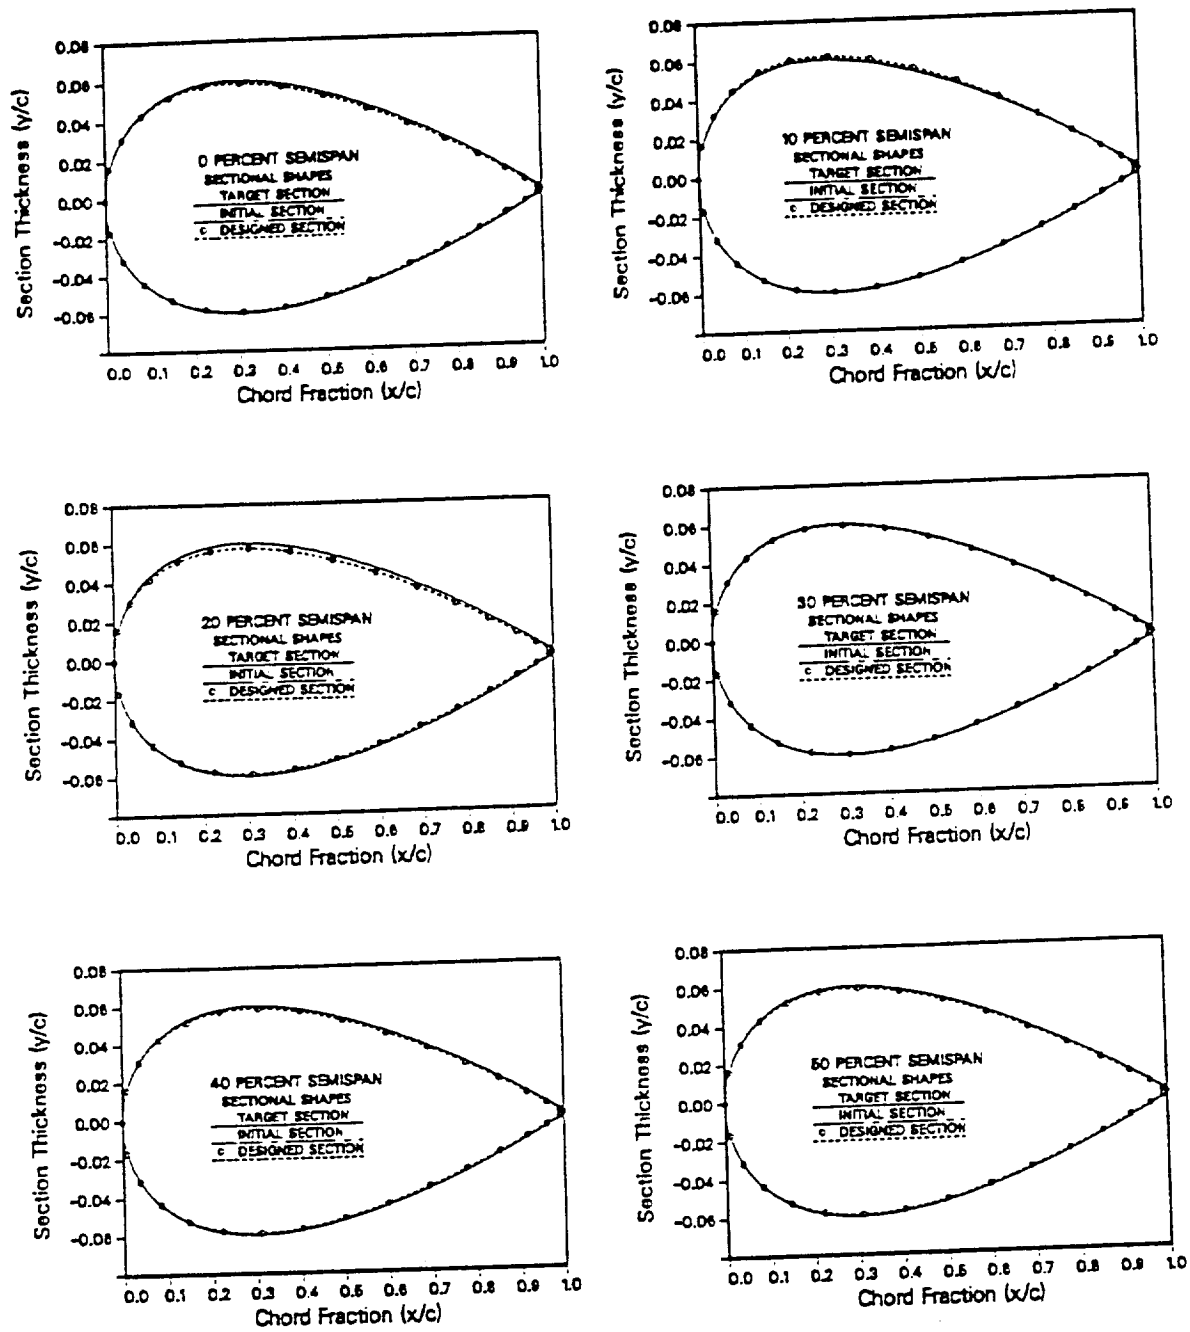 0.08
0.06
0.04
0.02
0.00
-0.02
-0.04
-0.06
Section Thickness (y/c)
0 PERCENT SEMISPAN
SECTIONAL SHAPES
TARGET SECTION
INITIAL SECTION
c DESIGNED SECTION
0.0 0.1 0.2 0.3 0.4 0.5 0.6 0.7 0.8 0.9 1.0
Chord Fraction (x/c)
0.08
0.06
0.04
0.02
0.00
-0.02
-0.04
-0.06
Section Thickness (y/c)
10 PERCENT SEMISPAN
SECTIONAL SHAPES
TARGET SECTION
INITIAL SECTION
c DESIGNED SECTION
0.0 0.1 0.2 0.3 0.4 0.5 0.6 0.7 0.8 0.9 1.0
Chord Fraction (x/c)
0.08
0.06
0.04
0.02
0.00
-0.02
-0.04
-0.06
Section Thickness (y/c)
20 PERCENT SEMISPAN
SECTIONAL SHAPES
TARGET SECTION
INITIAL SECTION
c DESIGNED SECTION
0.0 0.1 0.2 0.3 0.4 0.5 0.6 0.7 0.8 0.9 1.0
Chord Fraction (x/c)
0.08
0.06
0.04
0.02
0.00
-0.02
-0.04
-0.06
Section Thickness (y/c)
30 PERCENT SEMISPAN
SECTIONAL SHAPES
TARGET SECTION
INITIAL SECTION
c DESIGNED SECTION
0.0 0.1 0.2 0.3 0.4 0.5 0.6 0.7 0.8 0.9 1.0
Chord Fraction (x/c)
0.08
0.06
0.04
0.02
0.00
-0.02
-0.04
-0.06
Section Thickness (y/c)
40 PERCENT SEMISPAN
SECTIONAL SHAPES
TARGET SECTION
INITIAL SECTION
c DESIGNED SECTION
0.0 0.1 0.2 0.3 0.4 0.5 0.6 0.7 0.8 0.9 1.0
Chord Fraction (x/c)
0.08
0.06
0.04
0.02
0.00
-0.02
-0.04
-0.06
Section Thickness (y/c)
50 PERCENT SEMISPAN
SECTIONAL SHAPES
TARGET SECTION
INITIAL SECTION
c DESIGNED SECTION
0.0 0.1 0.2 0.3 0.4 0.5 0.6 0.7 0.8 0.9 1.0
Chord Fraction (x/c)